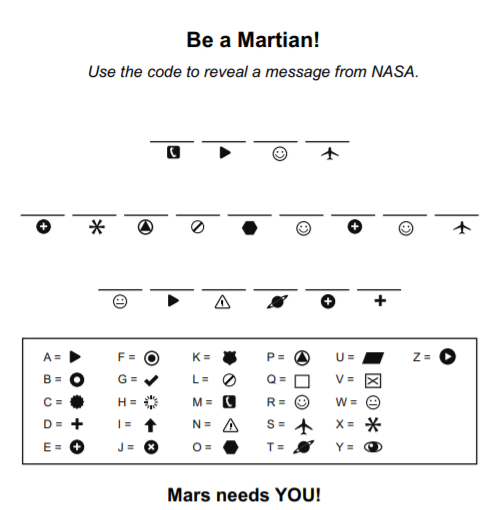 Be a Martian!
Use the code to reveal a message from NASA.
A = F = K = P = U = Z =
B = G = L = Q = V =
C = H = M = R = W =
D = I = N = S = X =
E = J = O = T = Y =
Mars needs YOU!